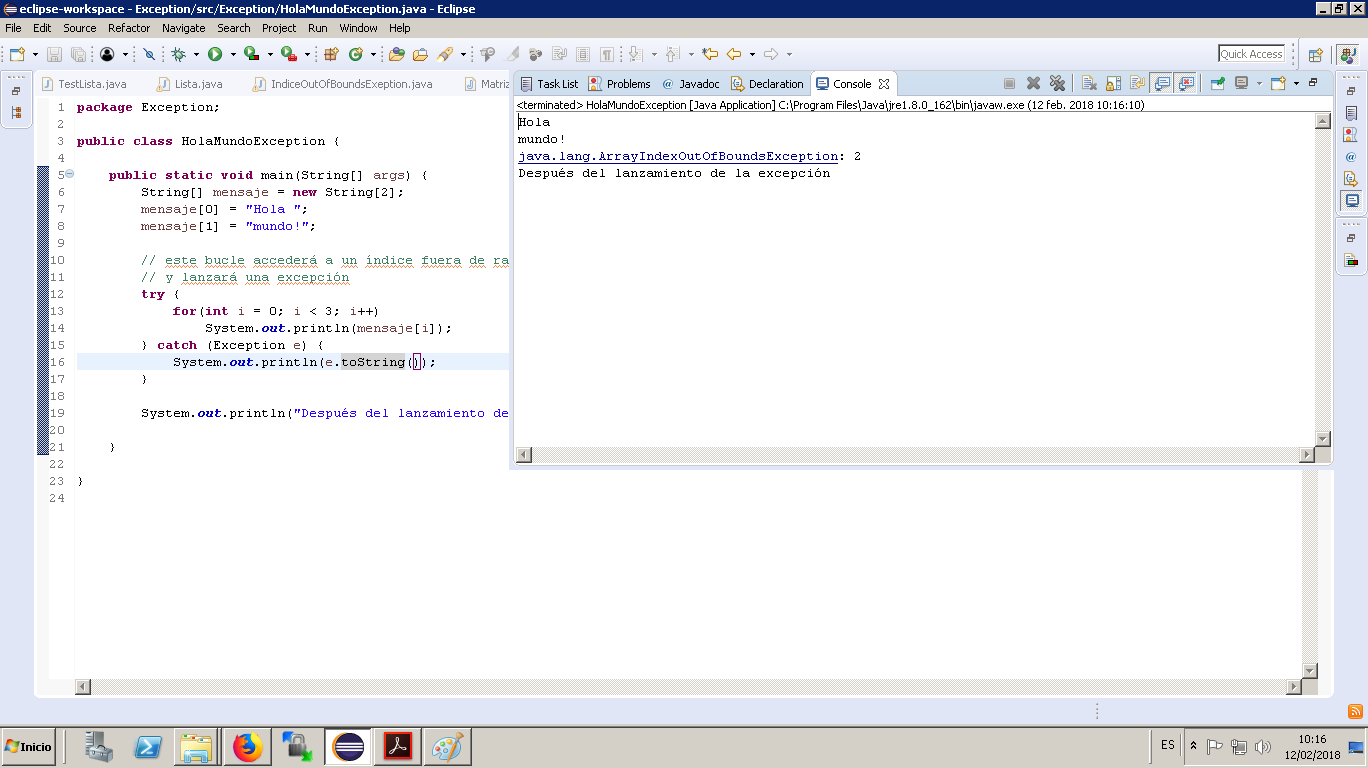 eclipse-workspace - Exception/src/Exception/HolaMundoException.java - Eclipse
File Edit Source Refactor Navigate Search Project Run Window Help
Quick Access
TestLista.java Lista.java IndiceOutOfBoundsExeption.java Matriz
Task List Problems @ Javadoc Declaration Console
<terminated> HolaMundoException [Java Application] C:\Program Files\Java\jre1.8.0_162\bin\javaw.exe (12 feb. 2018 10:16:10)
Hola
mundo!
java.lang.ArrayIndexOutOfBoundsException: 2
Después del lanzamiento de la excepción
1 package Exception;
2
3 public class HolaMundoException {
4
5 public static void main(String[] args) {
6 String[] mensaje = new String[2];
7 mensaje[0] = "Hola ";
8 mensaje[1] = "mundo!";
9
10 // este bucle accederá a un índice fuera de ra
11 // y lanzará una excepción
12 try {
13 for(int i = 0; i < 3; i++)
14 System.out.println(mensaje[i]);
15 } catch (Exception e) {
16 System.out.println(e.toString());
17 }
18
19 System.out.println("Después del lanzamiento de
20
21 }
22
23 }
24
Inicio
ES
10:16
12/02/2018